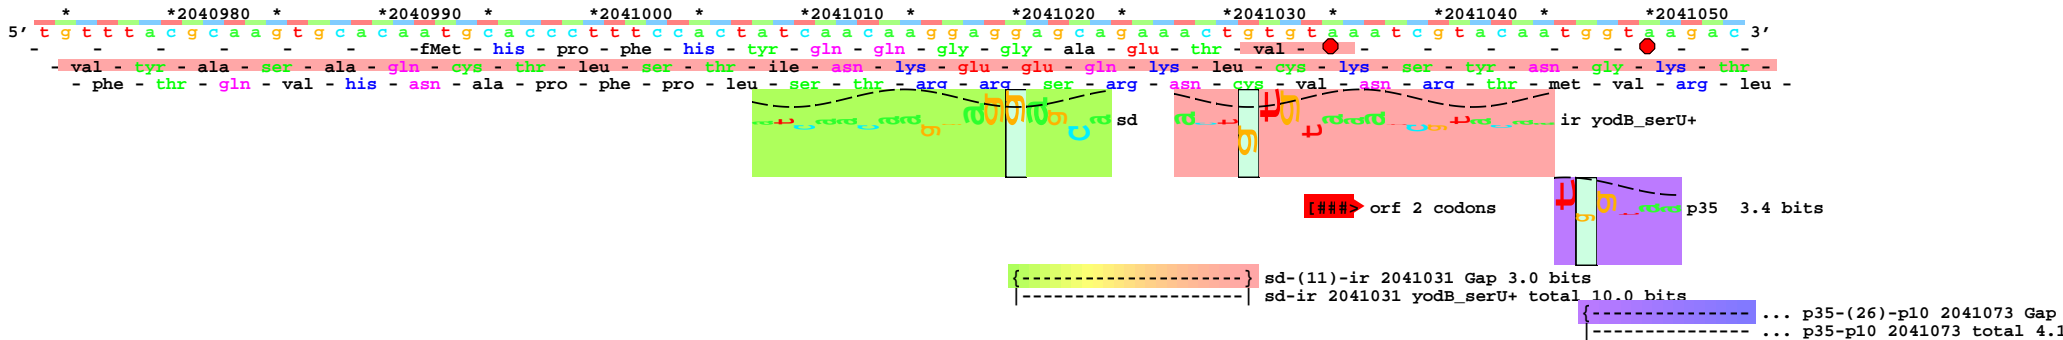 * *2040980 * *2040990 * *2041000 * *2041010 * *2041020 * *2041030 * *2041040 * *2041050
5' t g t t t a c g c a a g t g c a c a a t g c a c c c t t t c c a c t a t c a a c a a g g a g g a g c a g a a a c t g t g t a a a t c g t a c a a t g g t a a g a c 3'
- - - - - - -fMet - his - pro - phe - his - tyr - gln - gln - gly - gly - ala - glu - thr - val - - - - - - -
- val - tyr - ala - ser - ala - gln - cys - thr - leu - ser - thr - ile - asn - lys - glu - glu - gln - lys - leu - cys - lys - ser - tyr - asn - gly - lys - thr -
- phe - thr - gln - val - his - asn - ala - pro - phe - pro - leu - ser - thr - arg - arg - ser - arg - asn - cys - val - asn - arg - thr - met - val - arg - leu -
sd
ir yodB_serU+
[###> orf 2 codons
p35 3.4 bits
{----------------------} sd-(11)-ir 2041031 Gap 3.0 bits
|----------------------| sd-ir 2041031 yodB_serU+ total 10.0 bits
{---------------- ... p35-(26)-p10 2041073 Gap
|---------------- ... p35-p10 2041073 total 4.1